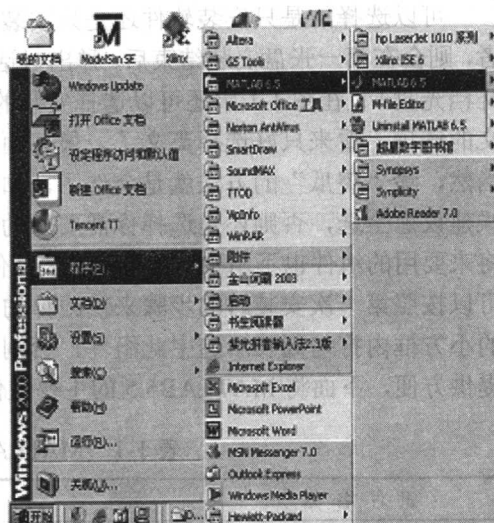 我的文档
ModelSim SE
Xilinx
Windows Update
打开 Office 文档
设定程序访问和默认值
新建 Office 文档
Tencent TT
程序(P)
文档(D)
设置(S)
搜索(C)
帮助(H)
运行(R)...
关机(U)...
Windows 2000 Professional
开始
Altera
GS Tools
MATLAB 6.5
Microsoft Office 工具
Norton AntiVirus
SmartDraw
SoundMAX
TTOD
VipInfo
WinRAR
附件
金山词霸 2003
启动
书生阅读器
紫光拼音输入法2.3版
Internet Explorer
Microsoft Excel
Microsoft PowerPoint
Microsoft Word
MSN Messenger 7.0
Outlook Express
Windows Media Player
Hewlett-Packard
hp LaserJet 1010 系列
Xilinx ISE 6
MATLAB 6.5
M-file Editor
Uninstall MATLAB 6.5
超星数字图书馆
Synopsys
Synplicity
Adobe Reader 7.0